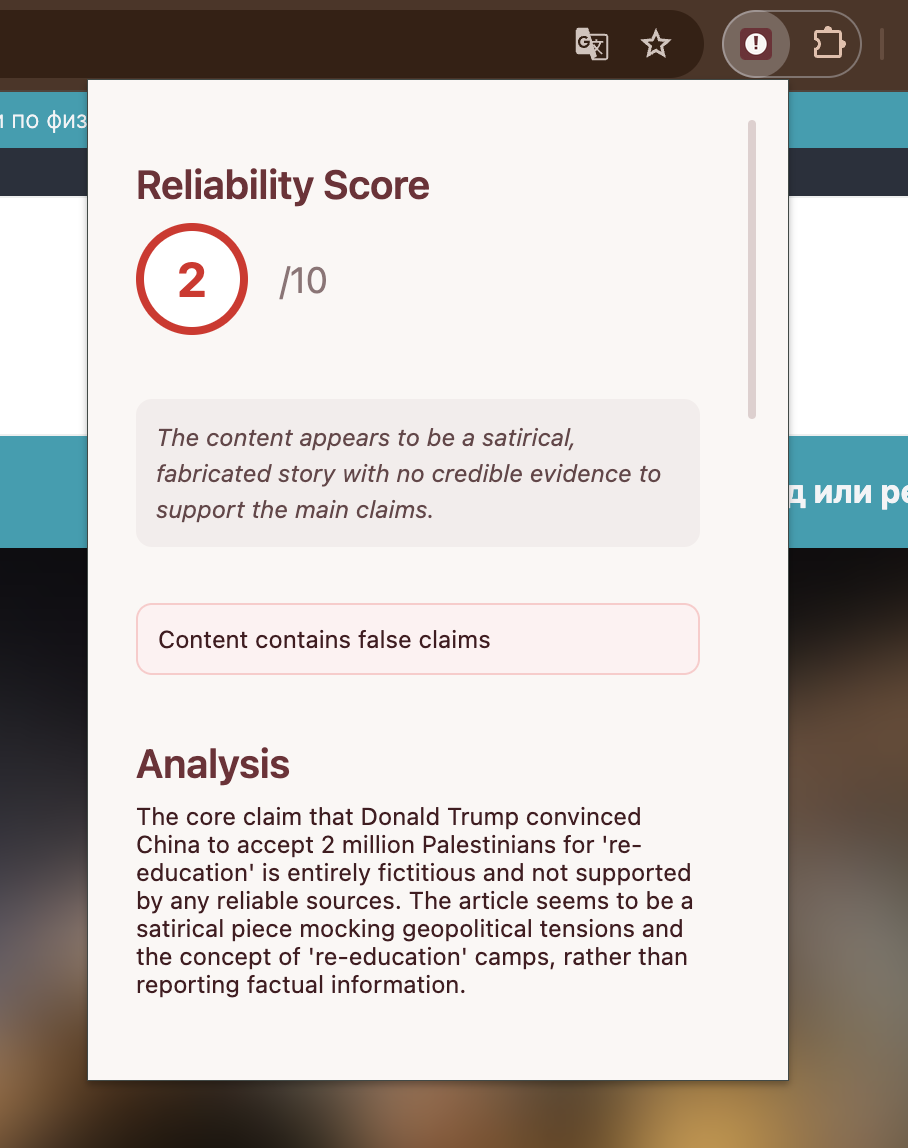 и по физ
Reliability Score
2 /10
The content appears to be a satirical,
fabricated story with no credible evidence to
support the main claims.
д или ре
Content contains false claims
Analysis
The core claim that Donald Trump convinced
China to accept 2 million Palestinians for 're-
education' is entirely fictitious and not supported
by any reliable sources. The article seems to be a
satirical piece mocking geopolitical tensions and
the concept of 're-education' camps, rather than
reporting factual information.